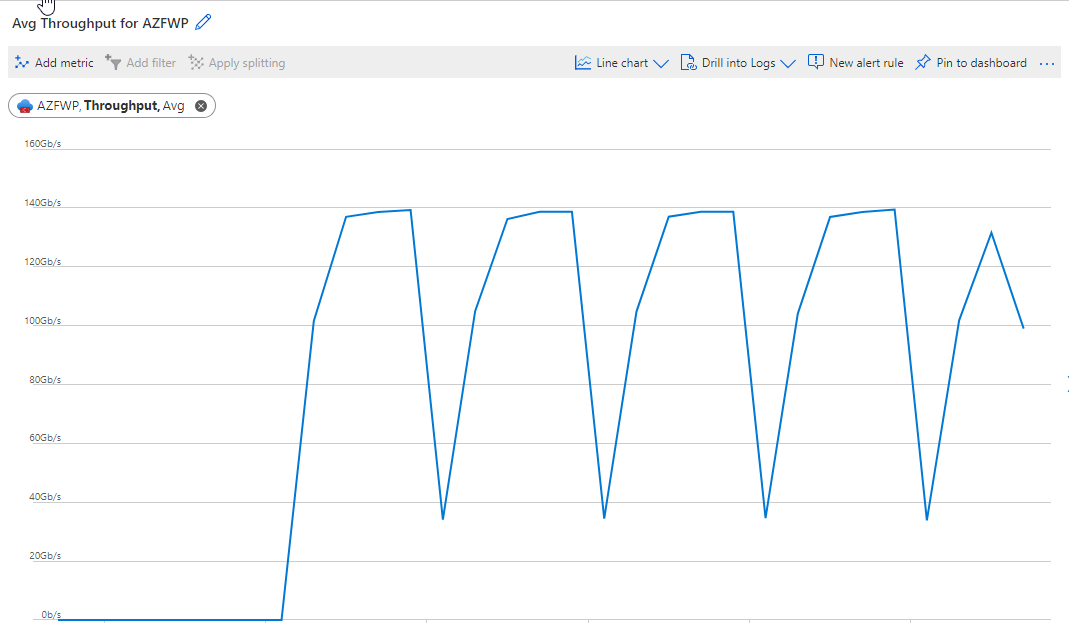 Avg Throughput for AZFWP
Add metric Add filter Apply splitting Line chart Drill into Logs New alert rule Pin to dashboard ...
AZFWP, Throughput, Avg
160Gb/s
140Gb/s
120Gb/s
100Gb/s
80Gb/s
60Gb/s
40Gb/s
20Gb/s
0b/s